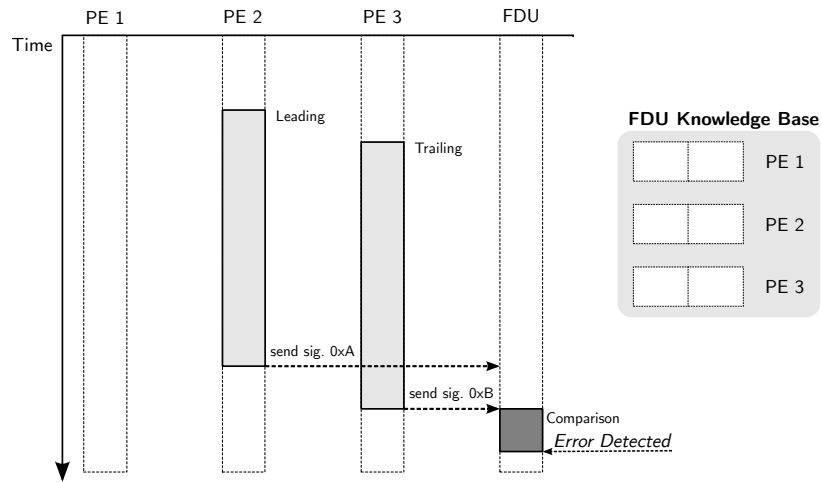 PE 1 PE 2 PE 3 FDU
Time
Leading
Trailing
FDU Knowledge Base
PE 1
PE 2
PE 3
send sig. 0xA
send sig. 0xB
Comparison
Error Detected